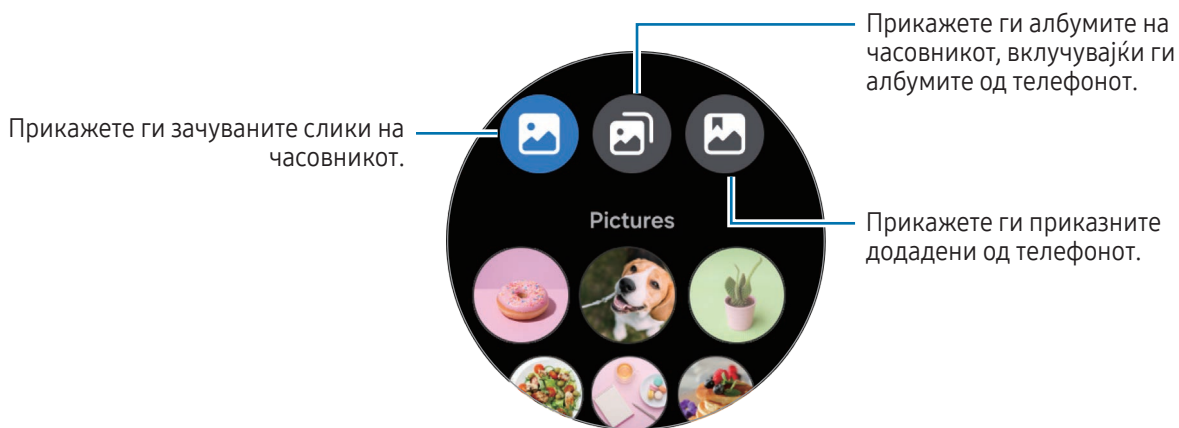 Прикажете ги албумите на
часовникот, вклучувајќи ги
албумите од телефонот.
Прикажете ги зачуваните слики на
часовникот.
Pictures
Прикажете ги приказните
додадени од телефонот.